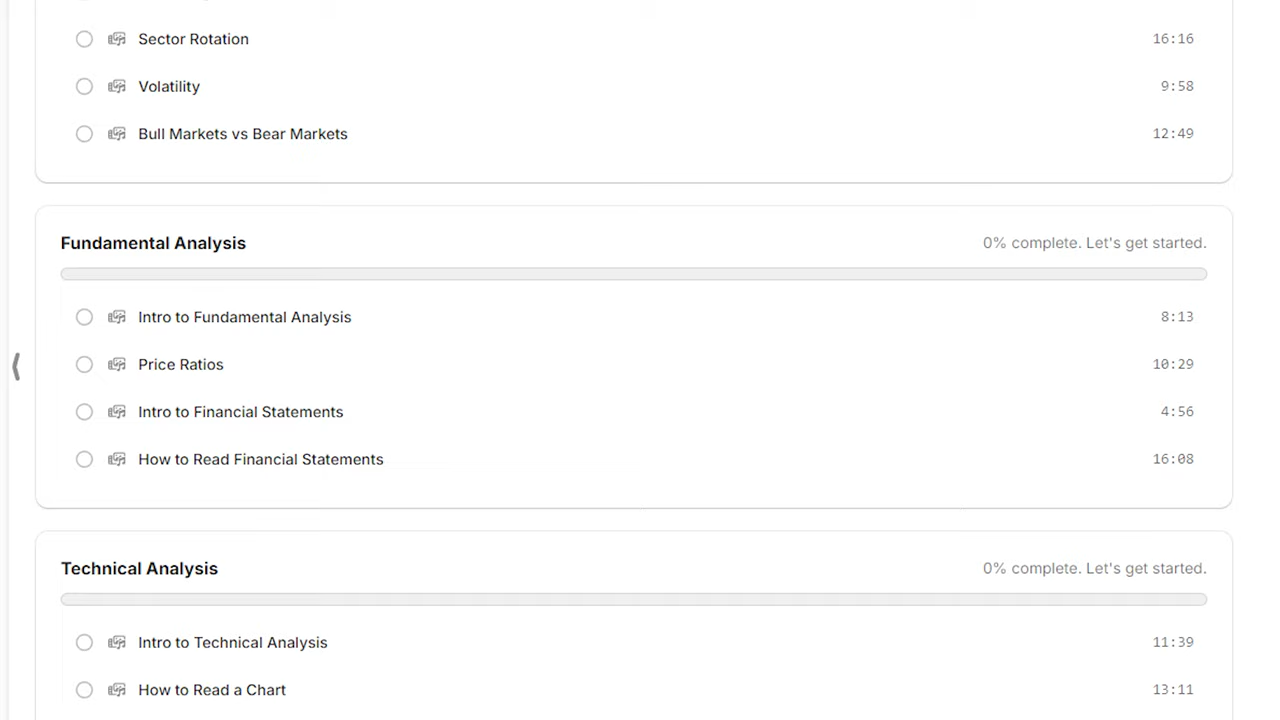 Sector Rotation 16:16
Volatility 9:58
Bull Markets vs Bear Markets 12:49
Fundamental Analysis 0% complete. Let's get started.
Intro to Fundamental Analysis 8:13
Price Ratios 10:29
Intro to Financial Statements 4:56
How to Read Financial Statements 16:08
Technical Analysis 0% complete. Let's get started.
Intro to Technical Analysis 11:39
How to Read a Chart 13:11